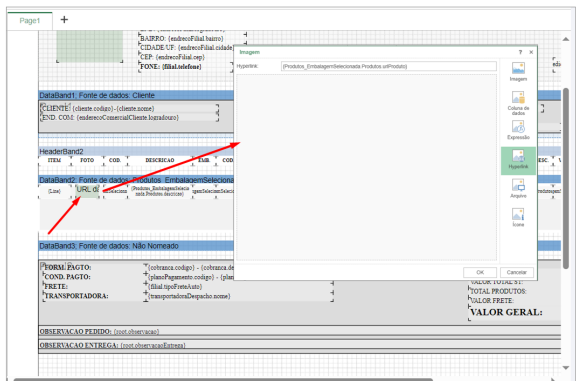 Page1 +
BAIRRO: {endrecoFilial.bairro}
CIDADE/UF: {endrecoFilial.cidade
CEP: {endrecoFilial.cep}
FONE: {filial.telefone}
Imagem ? ×
Hyperlink {Produtos_EmbalagemSelecionada.Produtos.urlProduto}
Imagem
Coluna de
dados
Expressão
Hyperlink
Arquivo
Ícone
OK Cancelar
DataBand1; Fonte de dados: Cliente
CLIENTE: {cliente.codigo}-{cliente.nome}
END. COM: {enderecoComercialCliente.logradouro}
HeaderBand2
ITEM FOTO COD. DESCRICAO EMB. COD
DataBand2; Fonte de dados: Produtos_EmbalagemSeleciona
{Line} URL d
DataBand3; Fonte de dados: Não Nomeado
FORM. PAGTO: {cobranca.codigo} - {cobranca.de
COND. PAGTO: {planoPagamento.codigo} - {plan
FRETE: {filial.tipoFreteAuto}
TRANSPORTADORA: {transportadoraDespacho.nome}
VALOR TOTAL ST:
TOTAL PRODUTOS:
VALOR FRETE:
VALOR GERAL:
OBSERVACAO PEDIDO: {root.observacao}
OBSERVACAO ENTREGA: {root.observacaoEntrega}